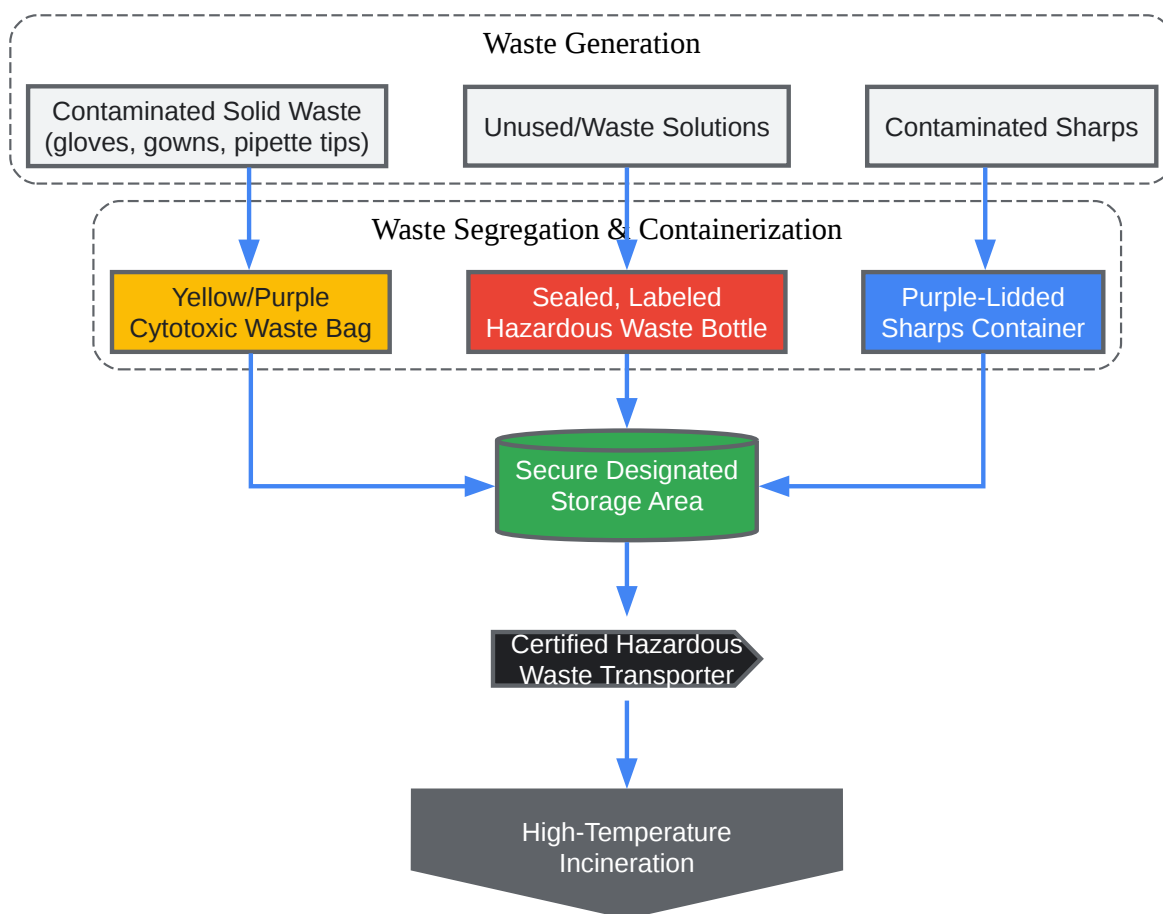 Waste Generation
Contaminated Solid Waste
(gloves, gowns, pipette tips)
Unused/Waste Solutions
Contaminated Sharps
Waste Segregation & Containerization
Yellow/Purple
Cytotoxic Waste Bag
Sealed, Labeled
Hazardous Waste Bottle
Purple-Lidded
Sharps Container
Secure Designated
Storage Area
Certified Hazardous
Waste Transporter
High-Temperature
Incineration